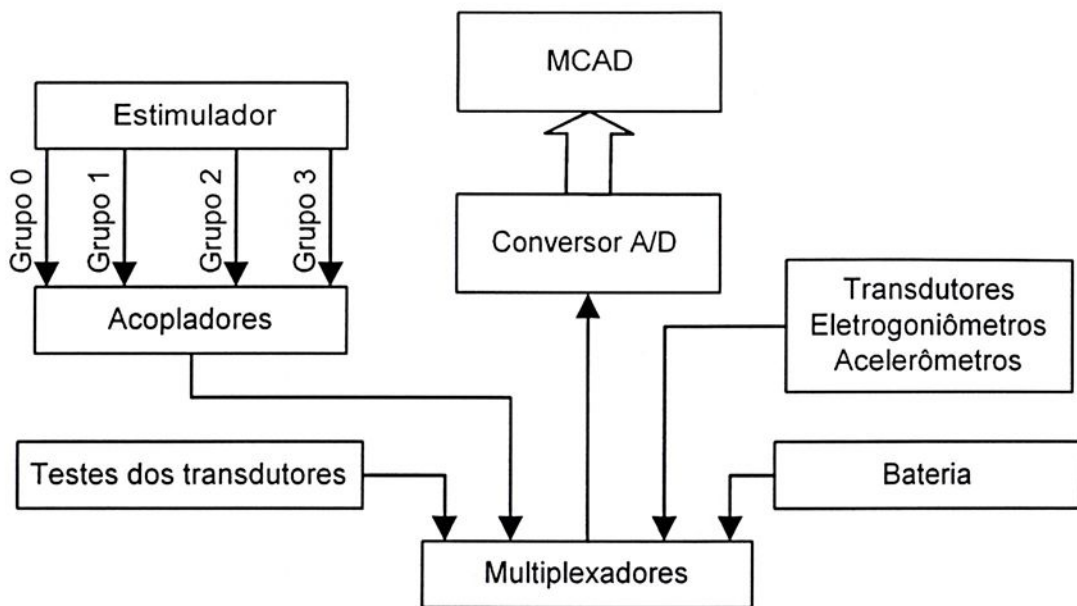 MCAD
Estimulador
Grupo 0
Grupo 1
Grupo 2
Grupo 3
Conversor A/D
Acopladores
Transdutores
Eletrogoniômetros
Acelerômetros
Testes dos transdutores
Bateria
Multiplexadores